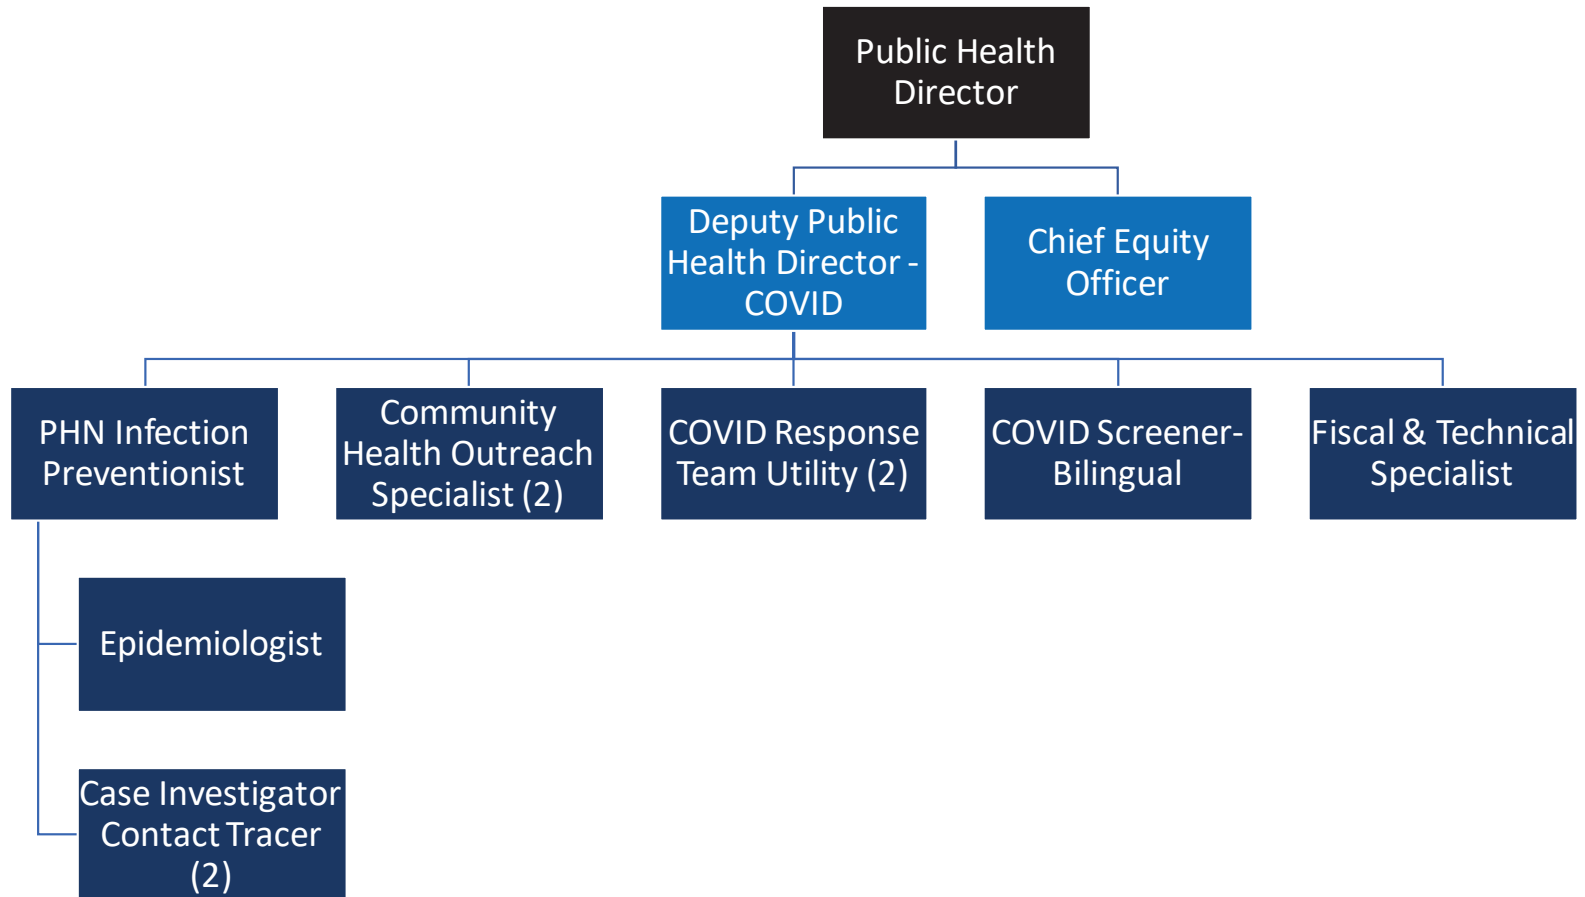 Public Health
Director
Deputy Public
Health Director -
COVID
Chief Equity
Officer
PHN Infection
Preventionist
Community
Health Outreach
Specialist (2)
COVID Response
Team Utility (2)
COVID Screener-
Bilingual
Fiscal & Technical
Specialist
Epidemiologist
Case Investigator
Contact Tracer
(2)